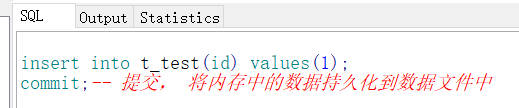 SQL Output Statistics
insert into t_test(id) values(1);
commit;-- 提交， 将内存中的数据持久化到数据文件中